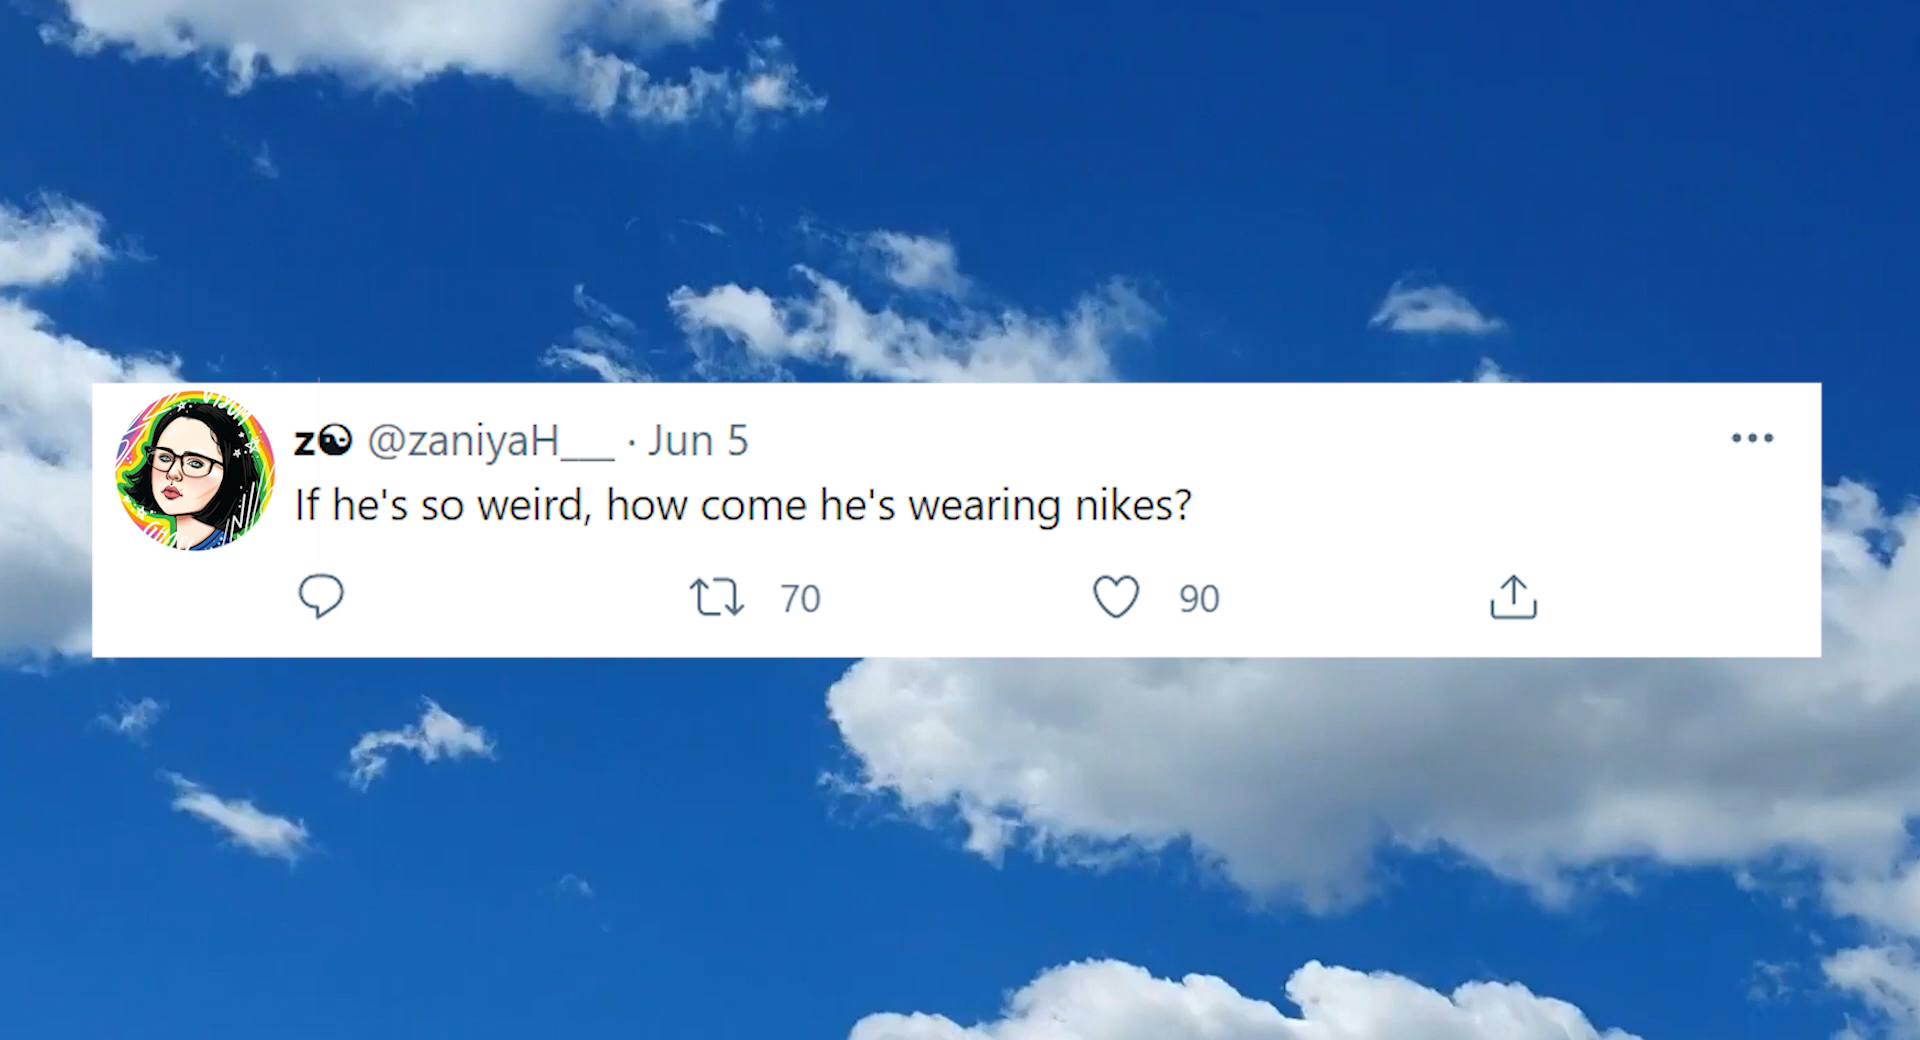 z☯ @zaniyaH___ · Jun 5
If he's so weird, how come he's wearing nikes?
70 90